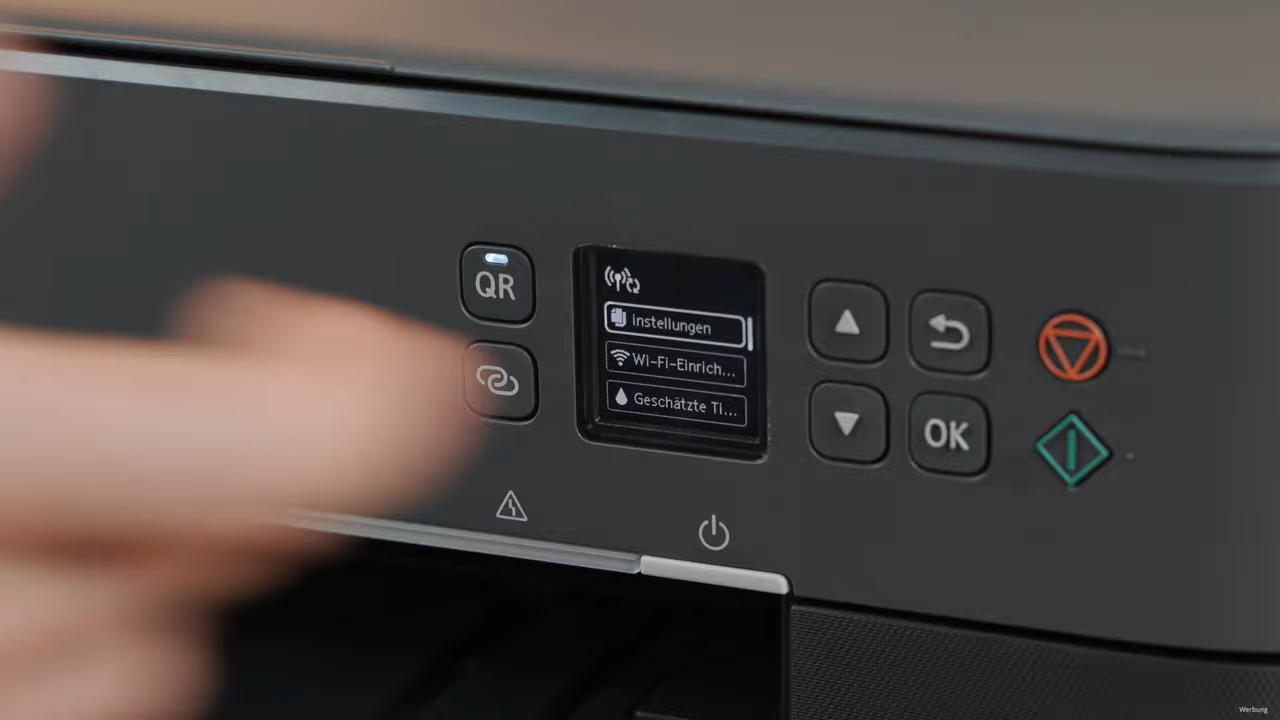 QR
instellungen
Wi-Fi-Einrich...
Geschätzte Ti...
OK
Werbung